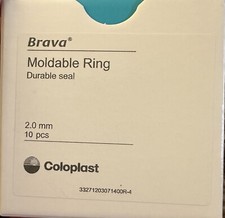 Brava®
Moldable Ring
Durable seal
2.0 mm
10 pcs
Coloplast
33271203071400R-4